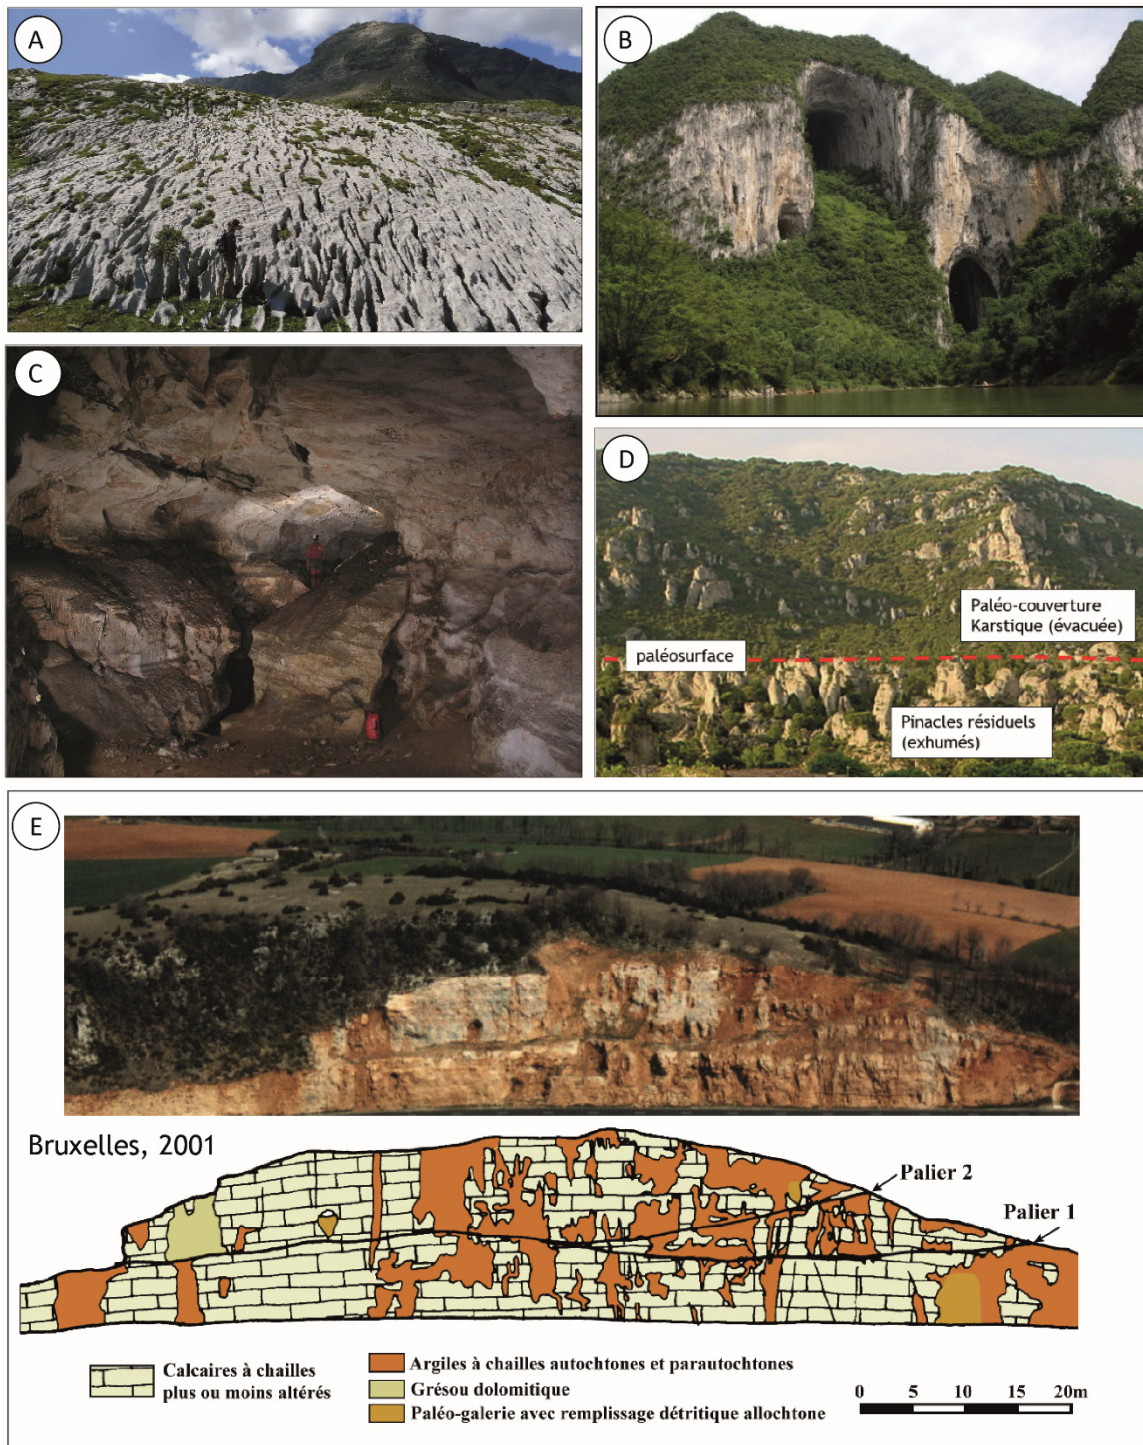 A
B
C
D
Paléo-couverture
Karstique (évacuée)
paléosurface
Pinacles résiduels
(exhumés)
E
Bruxelles, 2001
Palier 2
Palier 1
Calcaires à chailles
plus ou moins altérés
Argiles à chailles autochtones et parautochtones
Grésou dolomitique
Paléo-galerie avec remplissage détritique allochtone
0 5 10 15 20m